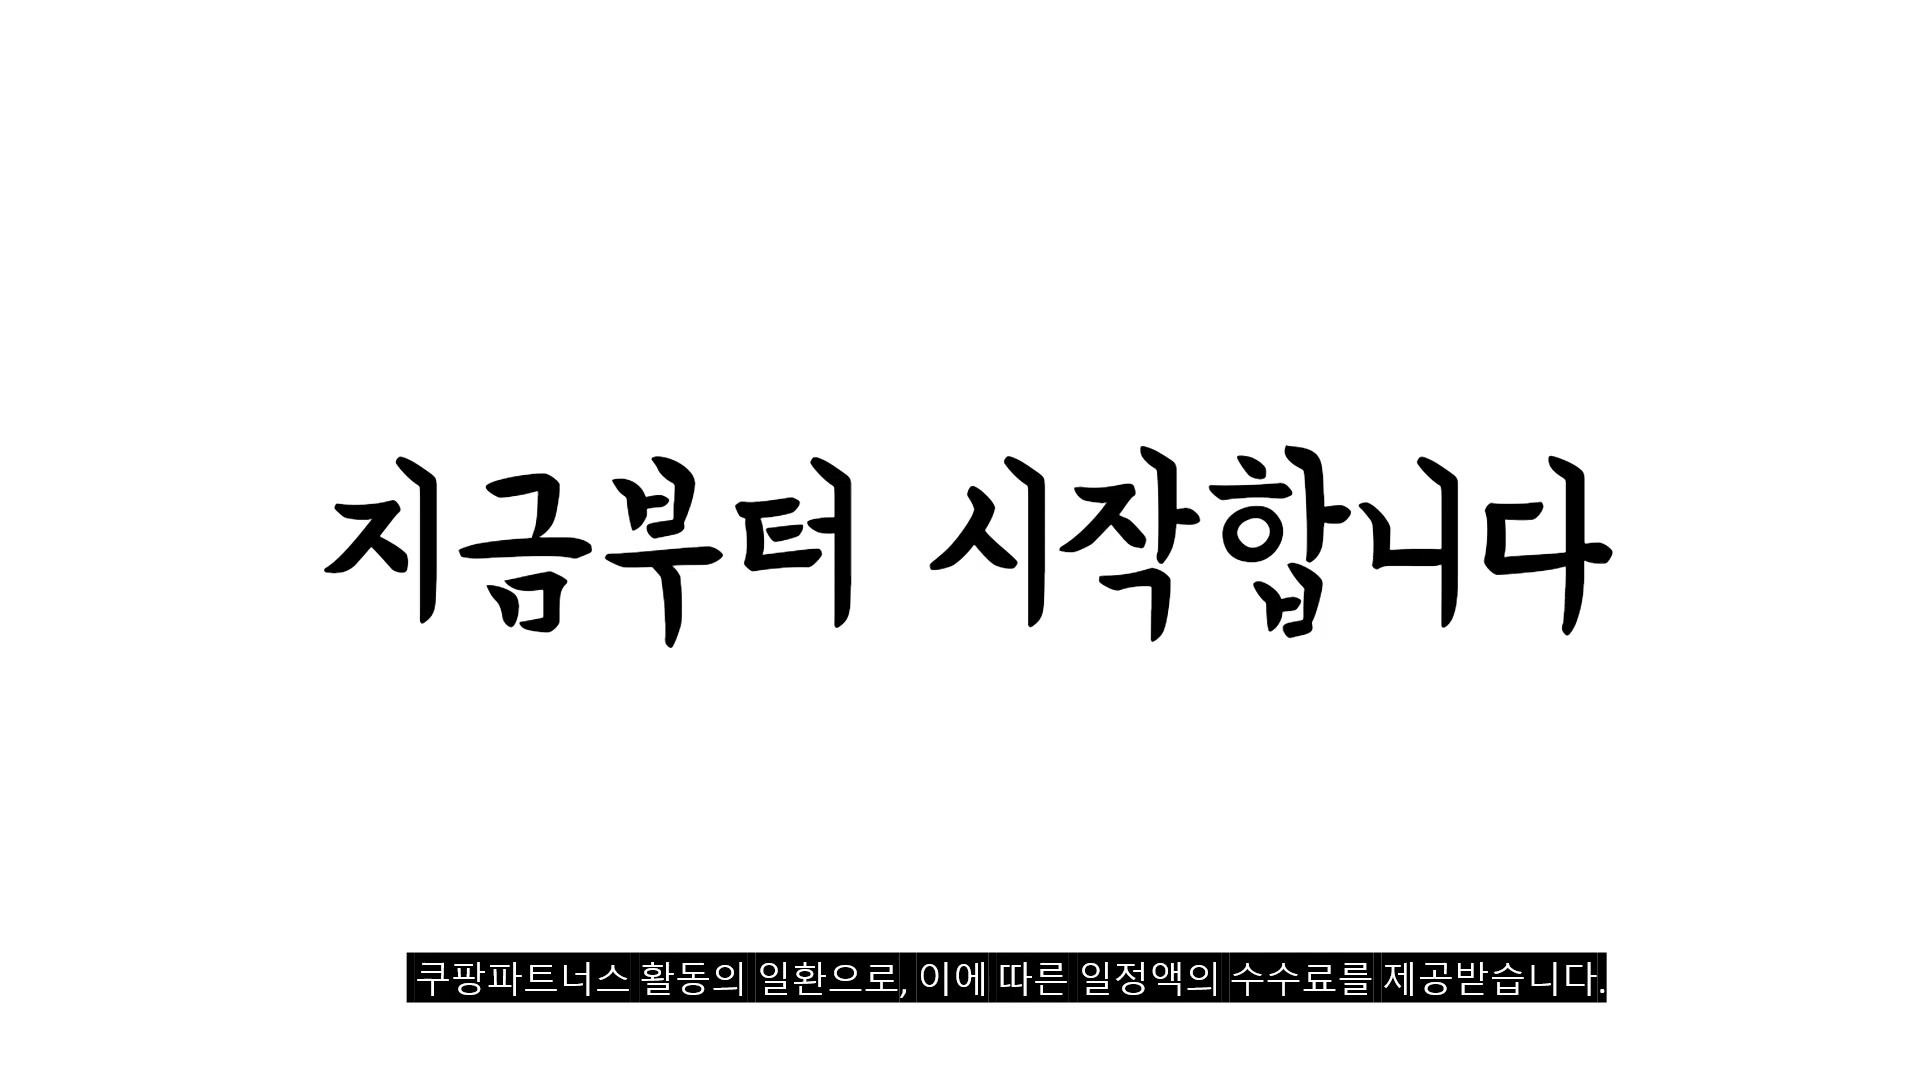 지금부터 시작합니다
쿠팡파트너스 활동의 일환으로, 이에 따른 일정액의 수수료를 제공받습니다.